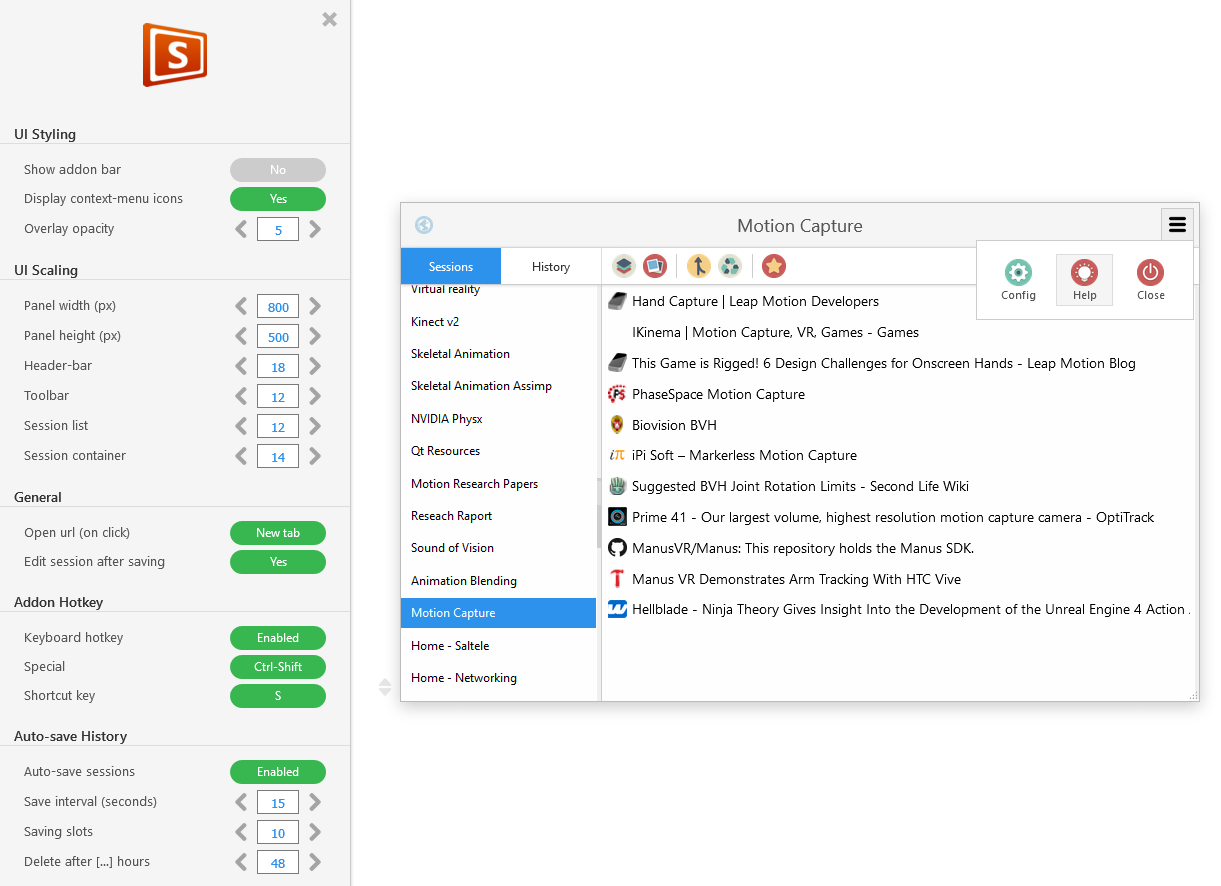 S
UI Styling
Show addon bar No
Display context-menu icons Yes
Overlay opacity 5
UI Scaling
Panel width (px) 800
Panel height (px) 500
Header-bar 18
Toolbar 12
Session list 12
Session container 14
General
Open url (on click) New tab
Edit session after saving Yes
Addon Hotkey
Keyboard hotkey Enabled
Special Ctrl-Shift
Shortcut key S
Auto-save History
Auto-save sessions Enabled
Save interval (seconds) 15
Saving slots 10
Delete after [...] hours 48
Motion Capture
Sessions History
Config Help Close
Virtual reality
Kinect v2
Skeletal Animation
Skeletal Animation Assimp
NVIDIA Physx
Qt Resources
Motion Research Papers
Reseach Raport
Sound of Vision
Animation Blending
Motion Capture
Home - Saltele
Home - Networking
Hand Capture | Leap Motion Developers
IKinema | Motion Capture, VR, Games - Games
This Game is Rigged! 6 Design Challenges for Onscreen Hands - Leap Motion Blog
PhaseSpace Motion Capture
Biovision BVH
iPi Soft – Markerless Motion Capture
Suggested BVH Joint Rotation Limits - Second Life Wiki
Prime 41 - Our largest volume, highest resolution motion capture camera - OptiTrack
ManusVR/Manus: This repository holds the Manus SDK.
Manus VR Demonstrates Arm Tracking With HTC Vive
Hellblade - Ninja Theory Gives Insight Into the Development of the Unreal Engine 4 Action